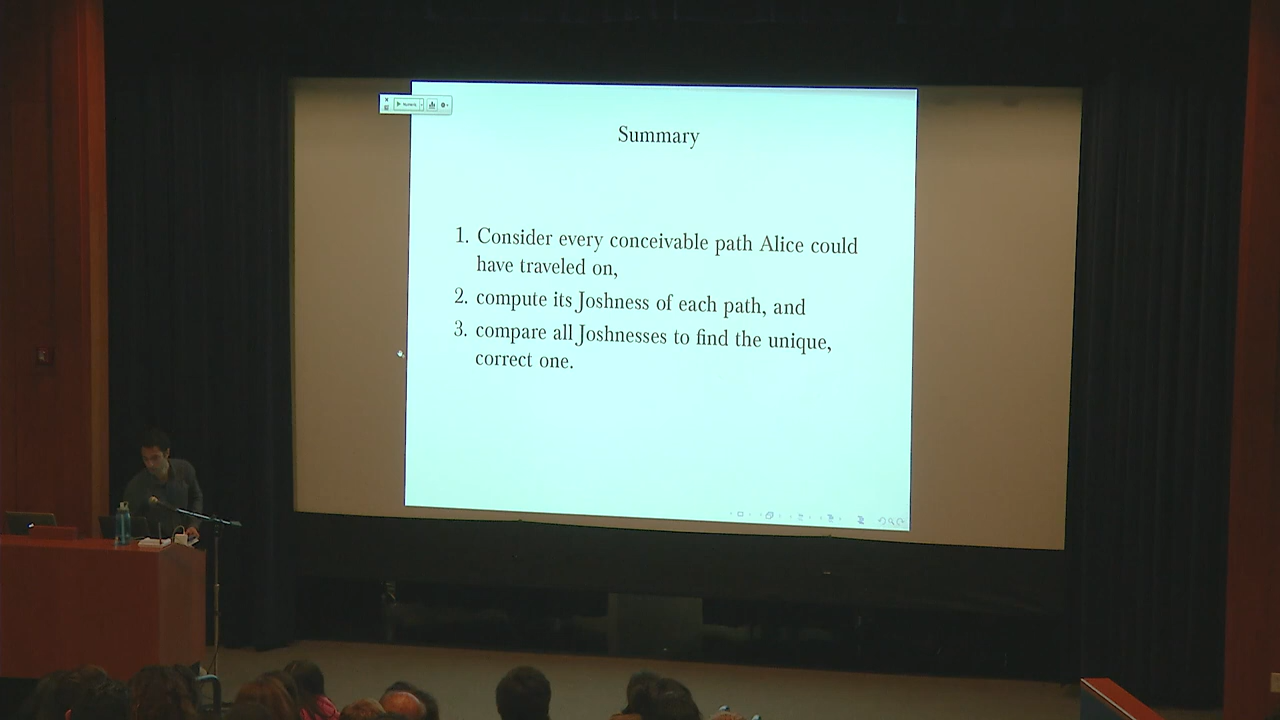 Summary
1. Consider every conceivable path Alice could
have traveled on,
2. compute its Joshness of each path, and
3. compare all Joshnesses to find the unique,
correct one.